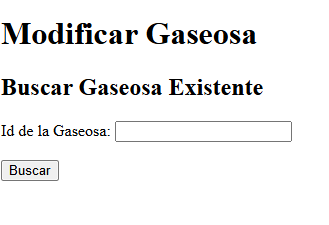 Modificar Gaseosa
Buscar Gaseosa Existente
Id de la Gaseosa:
Buscar